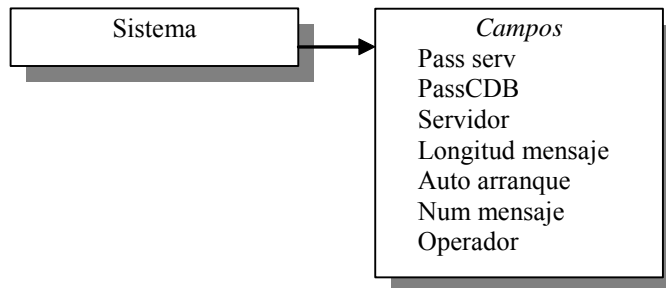 Sistema
Campos
Pass serv
PassCDB
Servidor
Longitud mensaje
Auto arranque
Num mensaje
Operador